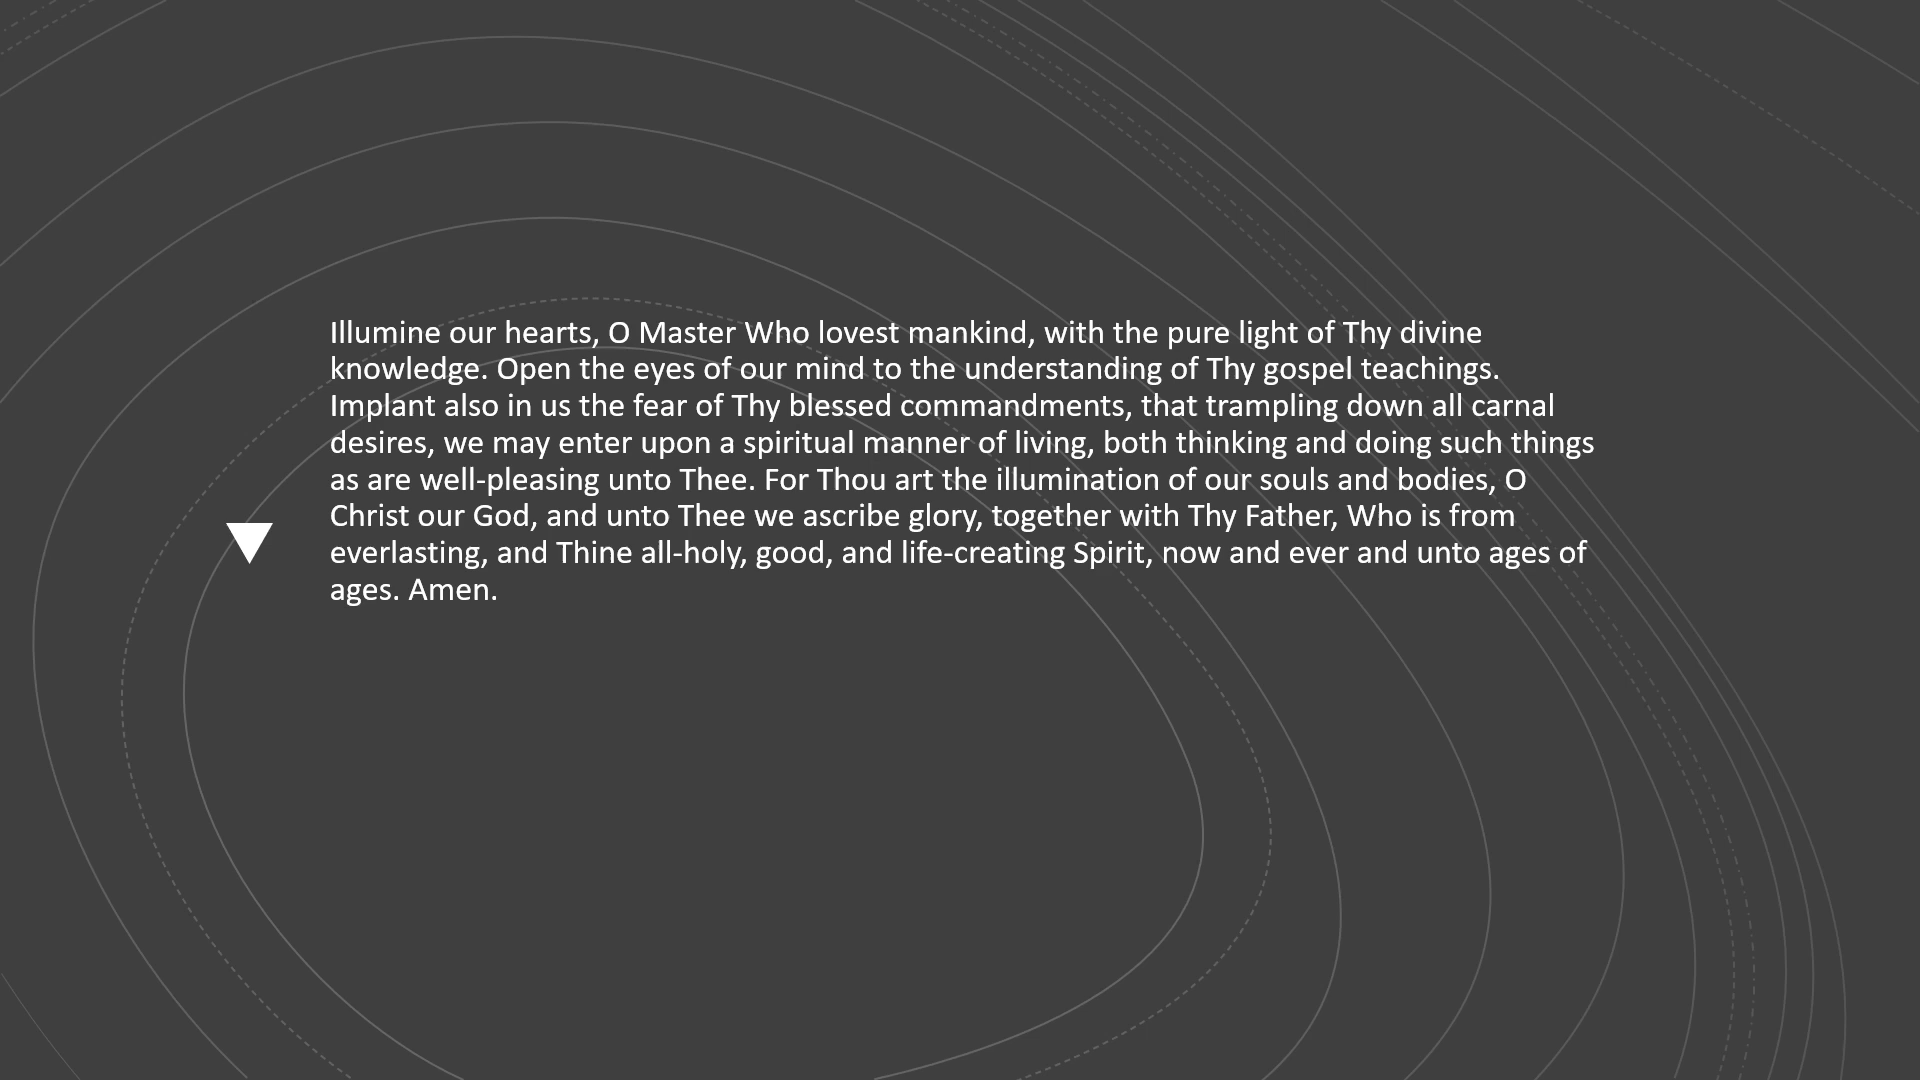 Illumine our hearts, O Master Who lovest mankind, with the pure light of Thy divine
knowledge. Open the eyes of our mind to the understanding of Thy gospel teachings.
Implant also in us the fear of Thy blessed commandments, that trampling down all carnal
desires, we may enter upon a spiritual manner of living, both thinking and doing such things
as are well-pleasing unto Thee. For Thou art the illumination of our souls and bodies, O
Christ our God, and unto Thee we ascribe glory, together with Thy Father, Who is from
everlasting, and Thine all-holy, good, and life-creating Spirit, now and ever and unto ages of
ages. Amen.